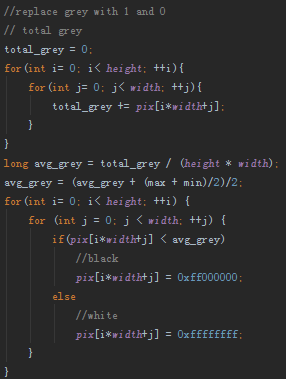 //replace grey with 1 and 0
// total grey
total_grey = 0;
for(int i= 0; i< height; ++i){
for(int j= 0; j< width; ++j){
total_grey += pix[i*width+j];
}
}
long avg_grey = total_grey / (height * width);
avg_grey = (avg_grey + (max + min)/2)/2;
for(int i= 0; i< height; ++i) {
for (int j = 0; j < width; ++j) {
if(pix[i*width+j] < avg_grey)
//black
pix[i*width+j] = 0xff000000;
else
//white
pix[i*width+j] = 0xffffffff;
}
}